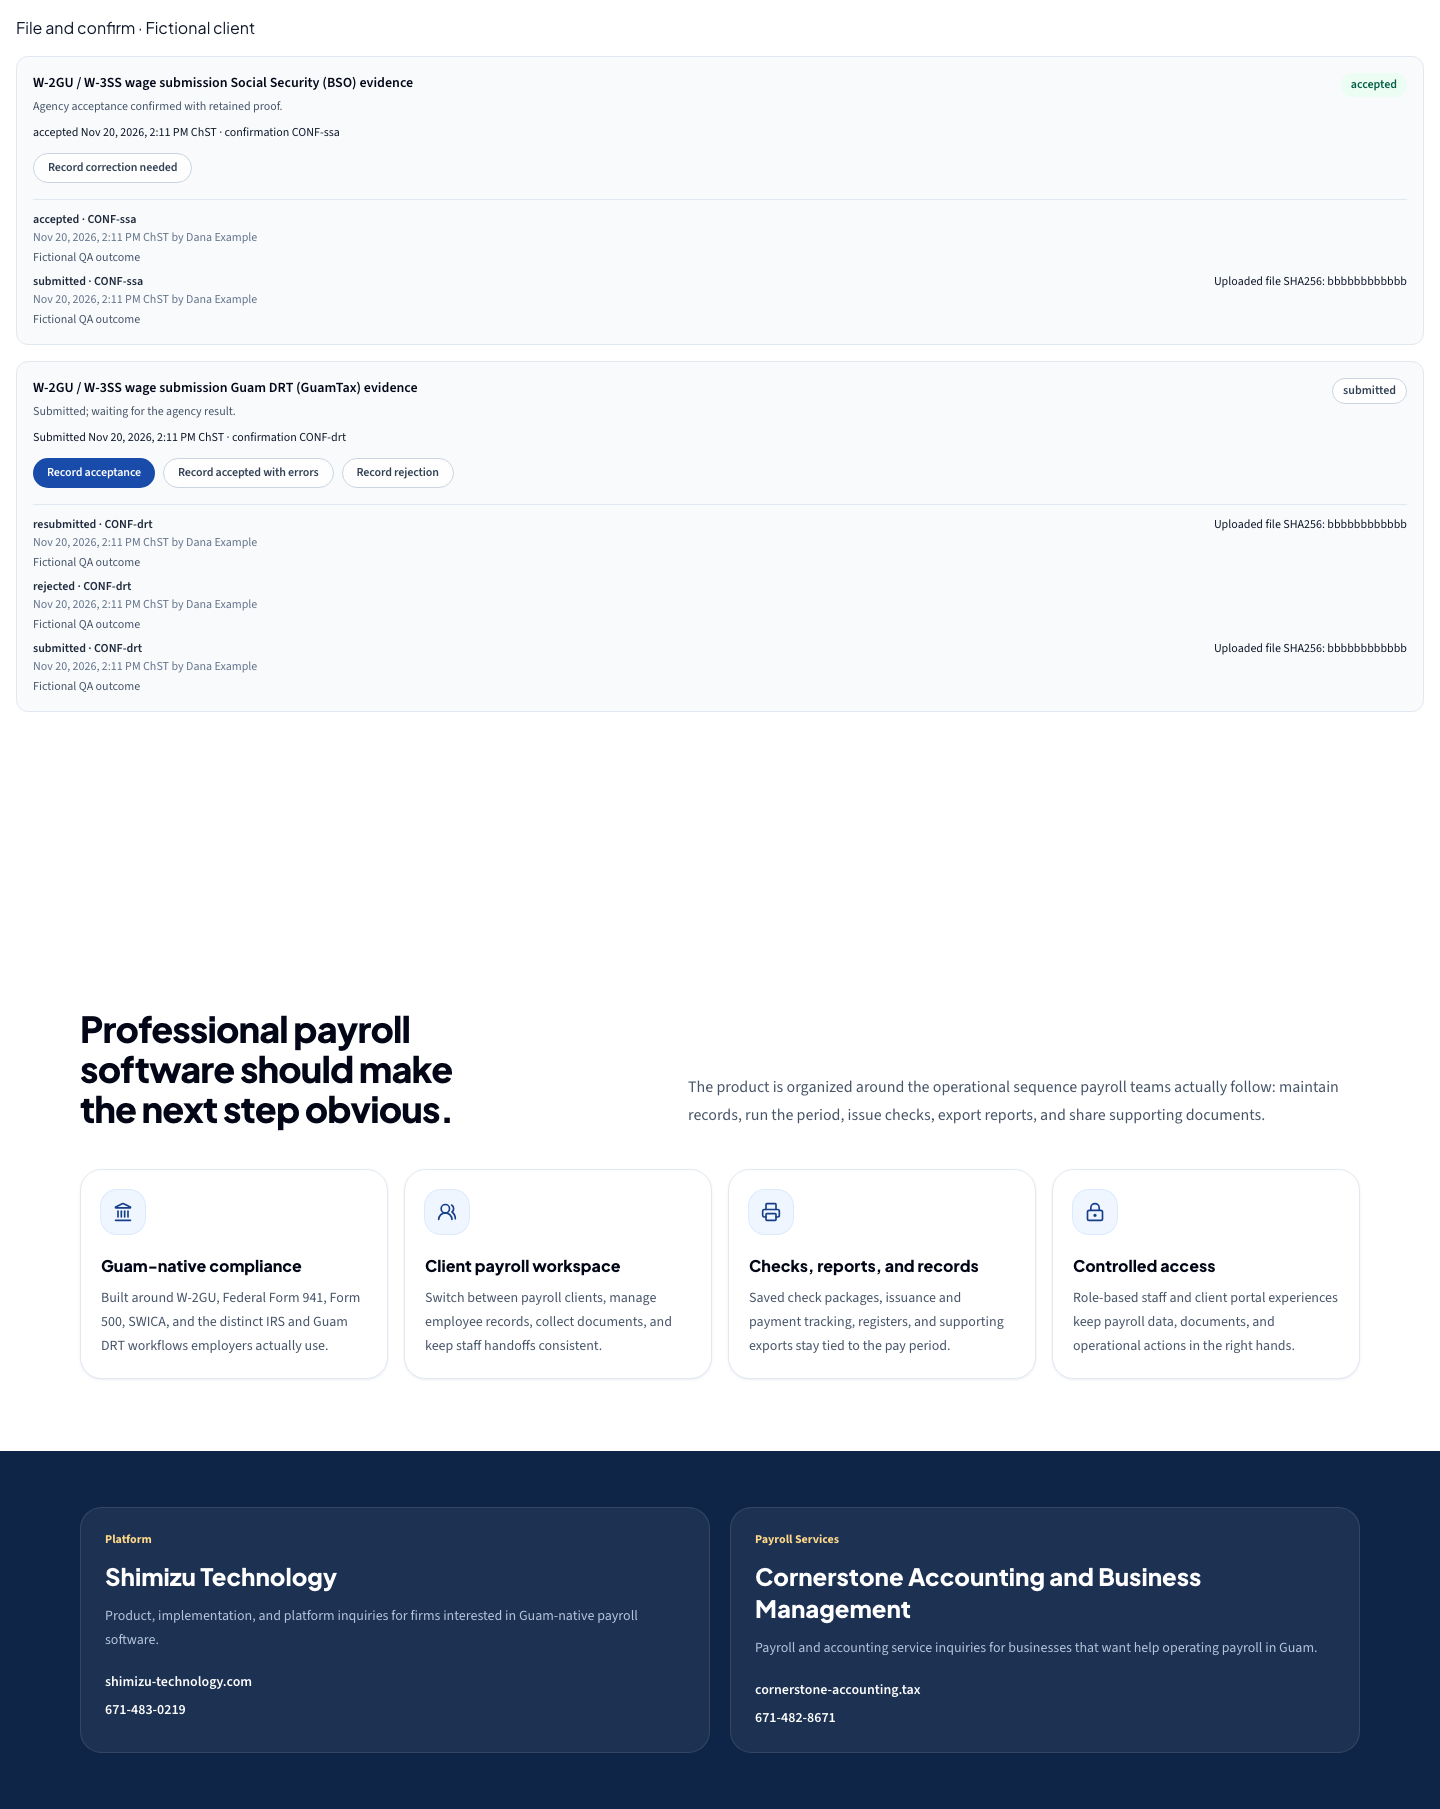 File and confirm · Fictional client
W-2GU / W-3SS wage submission Social Security (BSO) evidence
accepted
Agency acceptance confirmed with retained proof.
accepted Nov 20, 2026, 2:11 PM ChST · confirmation CONF-ssa
Record correction needed
accepted · CONF-ssa
Nov 20, 2026, 2:11 PM ChST by Dana Example
Fictional QA outcome
submitted · CONF-ssa
Uploaded file SHA256: bbbbbbbbbbbb
Nov 20, 2026, 2:11 PM ChST by Dana Example
Fictional QA outcome
W-2GU / W-3SS wage submission Guam DRT (GuamTax) evidence
submitted
Submitted; waiting for the agency result.
Submitted Nov 20, 2026, 2:11 PM ChST · confirmation CONF-drt
Record acceptance
Record accepted with errors
Record rejection
resubmitted · CONF-drt
Uploaded file SHA256: bbbbbbbbbbbb
Nov 20, 2026, 2:11 PM ChST by Dana Example
Fictional QA outcome
rejected · CONF-drt
Nov 20, 2026, 2:11 PM ChST by Dana Example
Fictional QA outcome
submitted · CONF-drt
Uploaded file SHA256: bbbbbbbbbbbb
Nov 20, 2026, 2:11 PM ChST by Dana Example
Fictional QA outcome
Professional payroll
software should make
the next step obvious.
The product is organized around the operational sequence payroll teams actually follow: maintain
records, run the period, issue checks, export reports, and share supporting documents.
Guam-native compliance
Built around W-2GU, Federal Form 941, Form
500, SWICA, and the distinct IRS and Guam
DRT workflows employers actually use.
Client payroll workspace
Switch between payroll clients, manage
employee records, collect documents, and
keep staff handoffs consistent.
Checks, reports, and records
Saved check packages, issuance and
payment tracking, registers, and supporting
exports stay tied to the pay period.
Controlled access
Role-based staff and client portal experiences
keep payroll data, documents, and
operational actions in the right hands.
Platform
Shimizu Technology
Product, implementation, and platform inquiries for firms interested in Guam-native payroll
software.
shimizu-technology.com
671-483-0219
Payroll Services
Cornerstone Accounting and Business
Management
Payroll and accounting service inquiries for businesses that want help operating payroll in Guam.
cornerstone-accounting.tax
671-482-8671